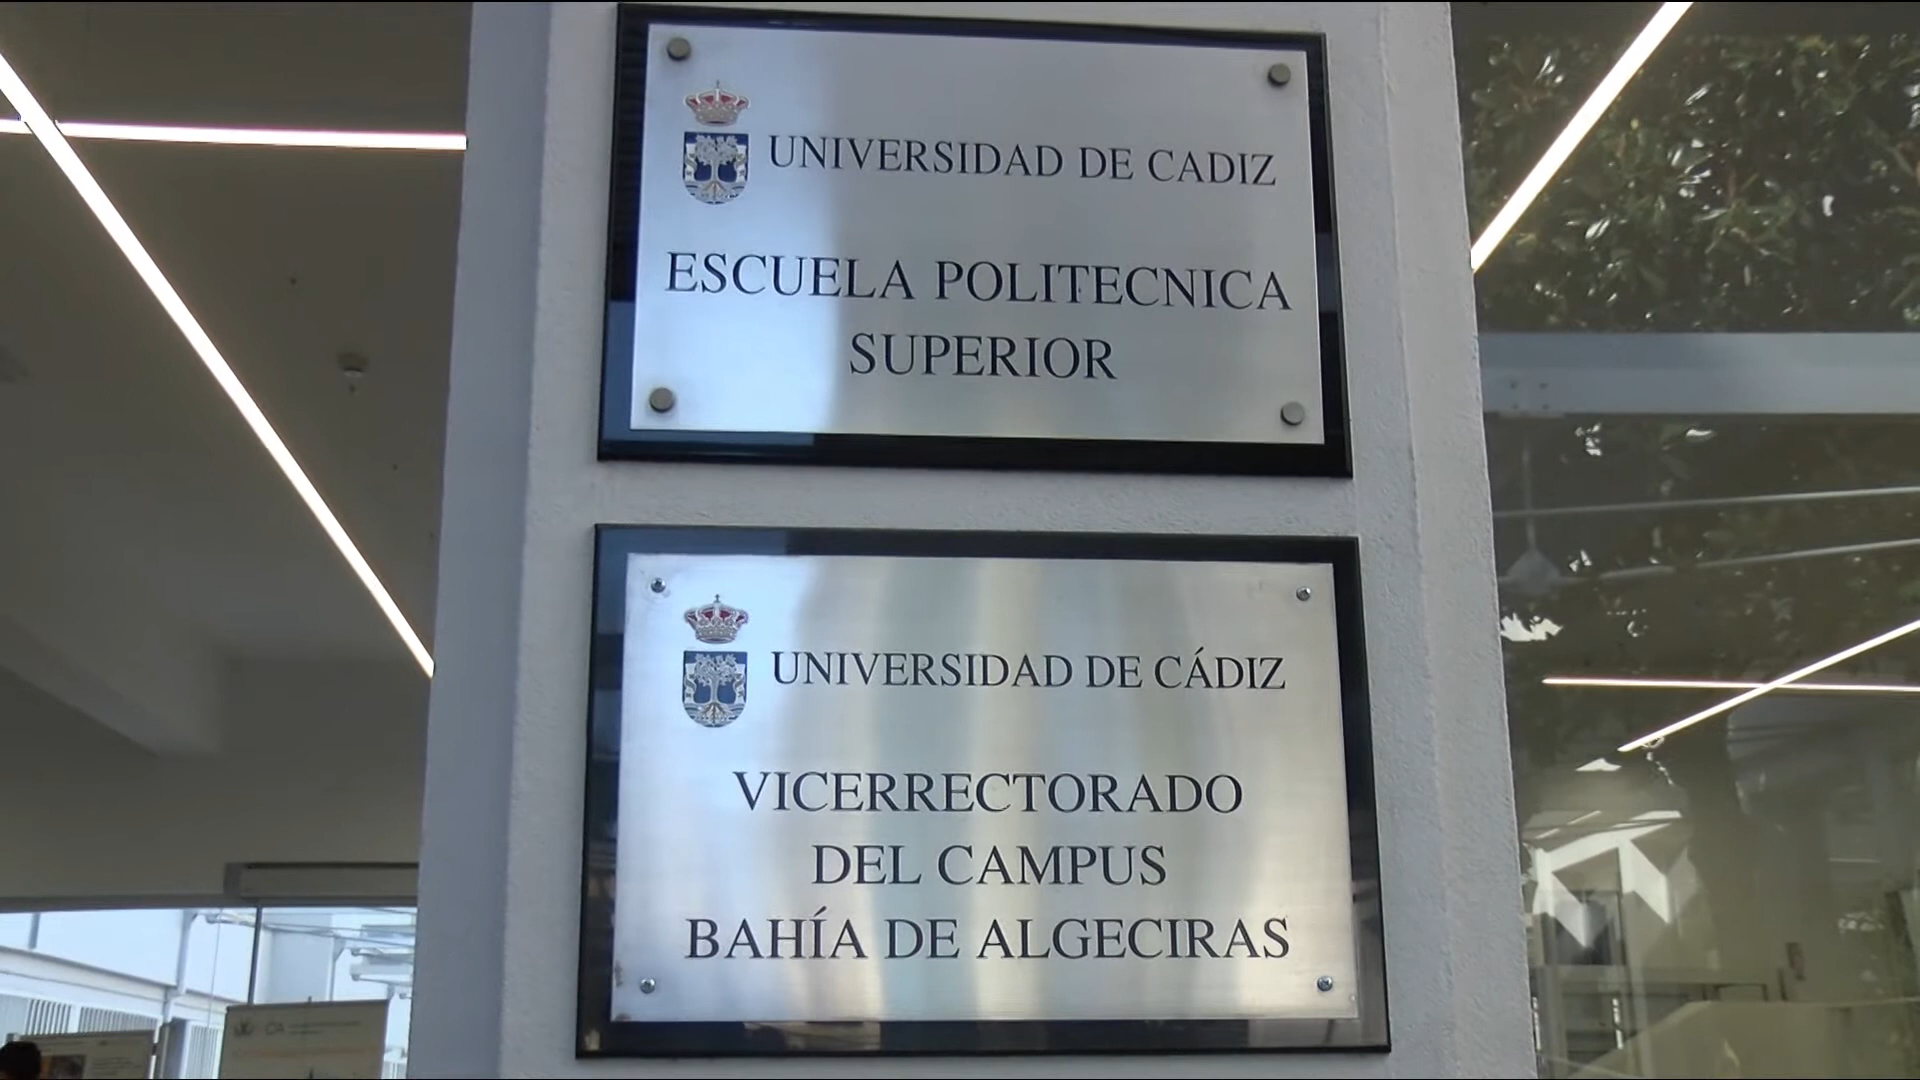 UNIVERSIDAD DE CADIZ
ESCUELA POLITECNICA
SUPERIOR
UNIVERSIDAD DE CÁDIZ
VICERRECTORADO
DEL CAMPUS
BAHÍA DE ALGECIRAS